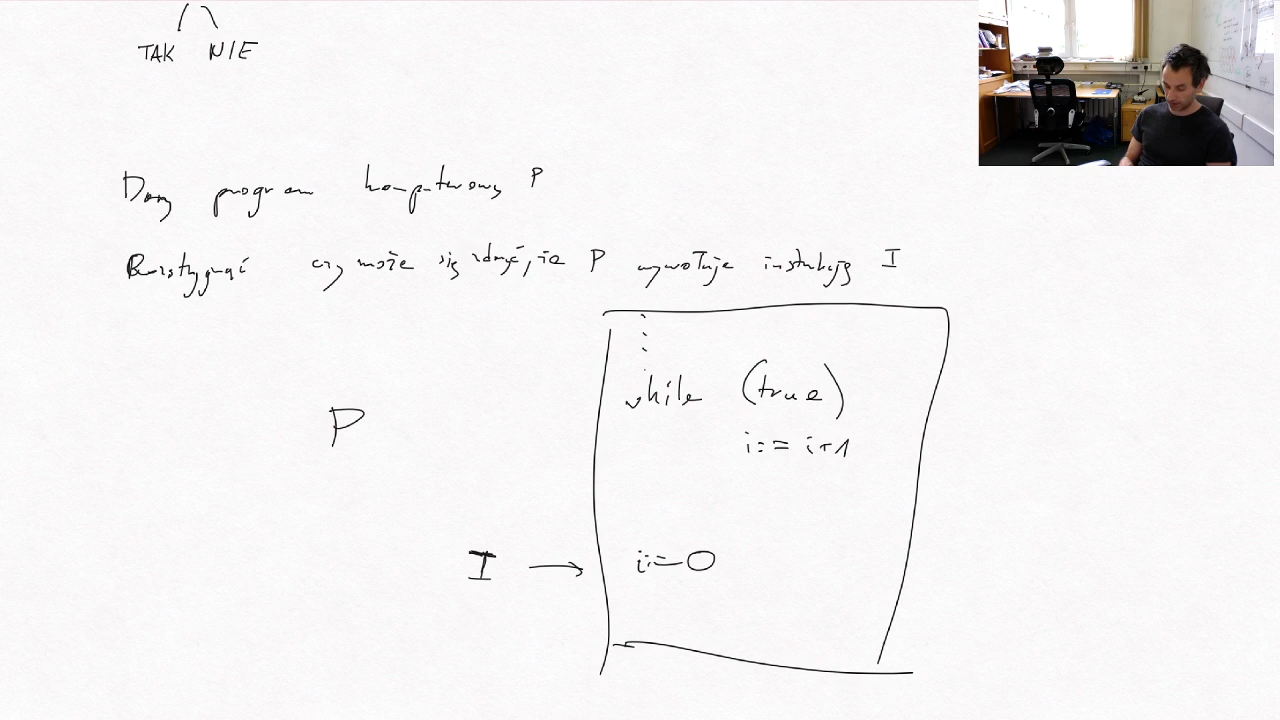 TAK NIE
Dany program komputerowy P
Rozstrzygnąć czy może się zdarzyć, że P wywołuje instrukcję I
while (true)
P
i:= i+1
I → i:=0